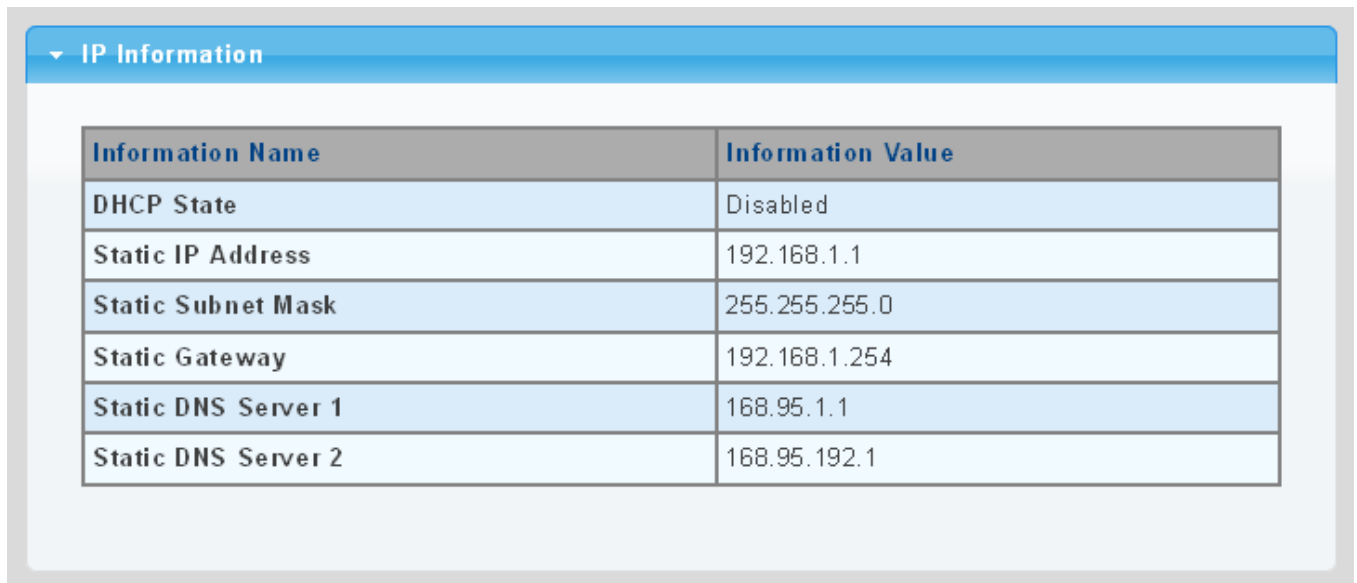 IP Information
Information Name Information Value
DHCP State Disabled
Static IP Address 192.168.1.1
Static Subnet Mask 255.255.255.0
Static Gateway 192.168.1.254
Static DNS Server 1 168.95.1.1
Static DNS Server 2 168.95.192.1